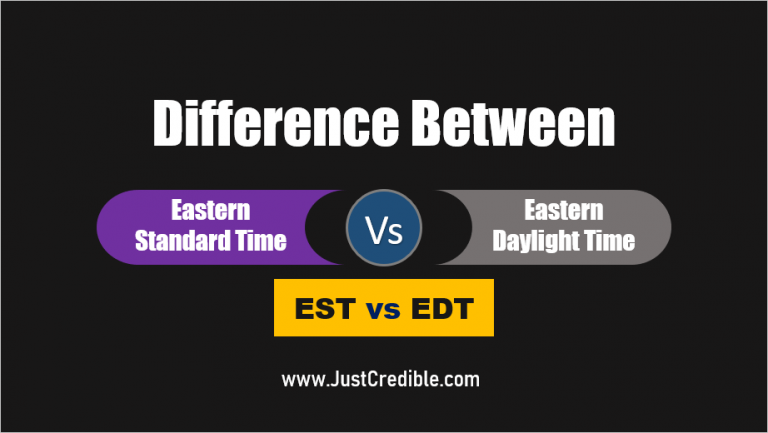 Difference Between
Eastern
Standard Time
Vs
Eastern
Daylight Time
EST vs EDT
www.JustCredible.com